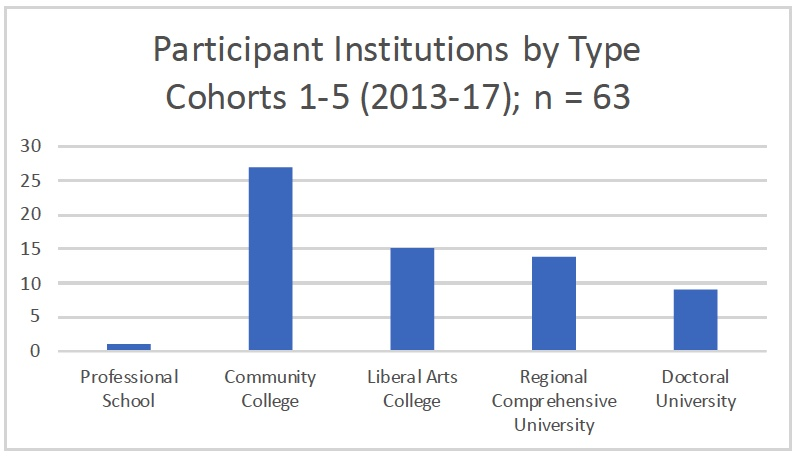 Participant Institutions by Type
Cohorts 1-5 (2013-17); n = 63
30
25
20
15
10
5
0
Professional
School
Community
College
Liberal Arts
College
Regional
Comprehensive
University
Doctoral
University